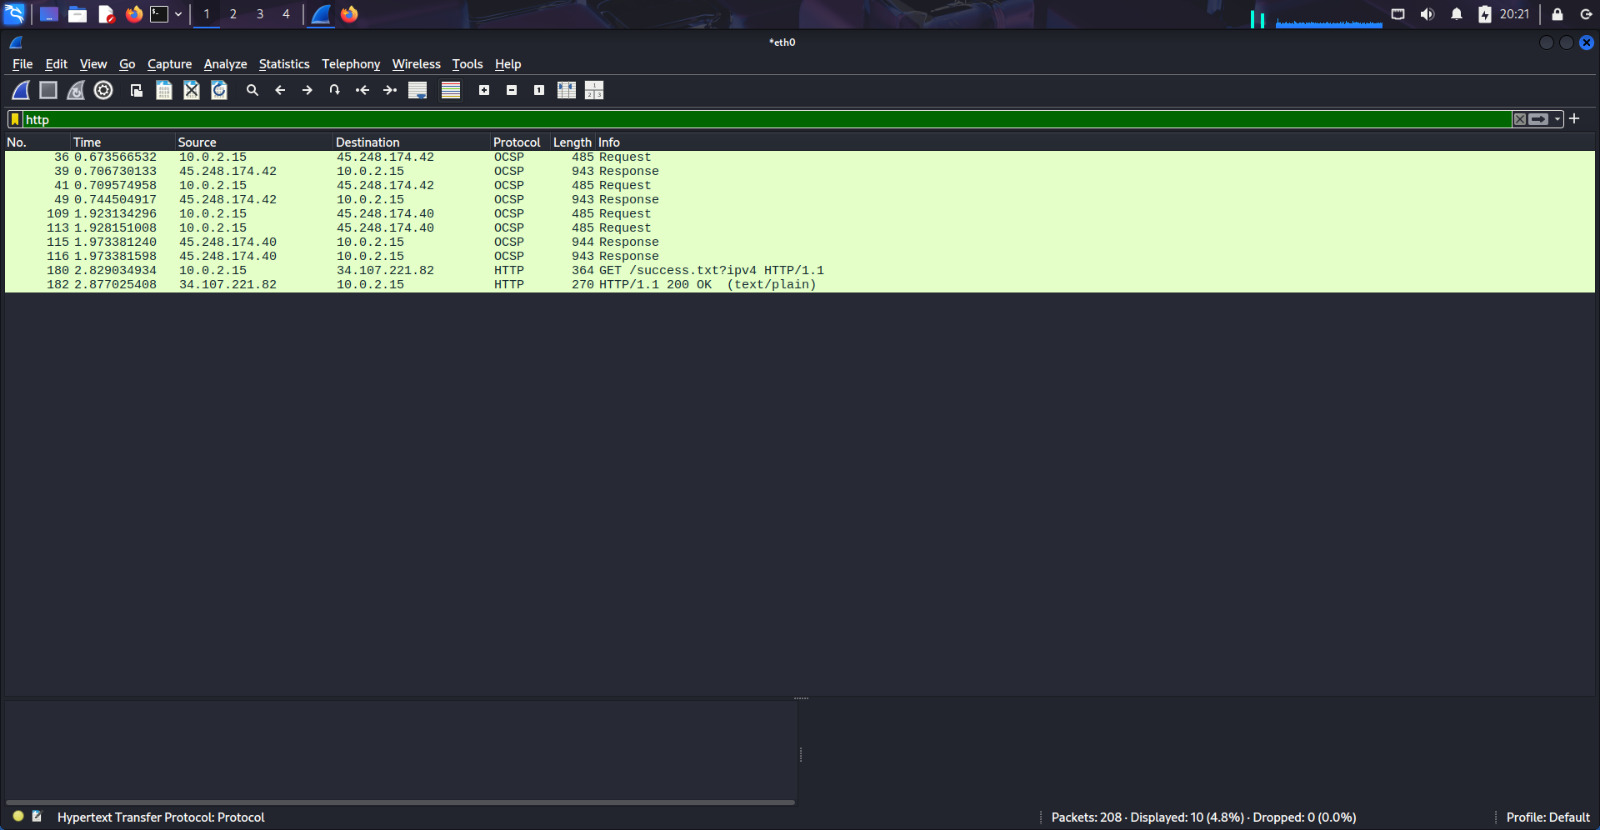 1 2 3 4 20:21
*eth0
File Edit View Go Capture Analyze Statistics Telephony Wireless Tools Help
http
No. Time Source Destination Protocol Length Info
36 0.673566532 10.0.2.15 45.248.174.42 OCSP 485 Request
39 0.706730133 45.248.174.42 10.0.2.15 OCSP 943 Response
41 0.709574958 10.0.2.15 45.248.174.42 OCSP 485 Request
49 0.744504917 45.248.174.42 10.0.2.15 OCSP 943 Response
109 1.923134296 10.0.2.15 45.248.174.40 OCSP 485 Request
113 1.928151008 10.0.2.15 45.248.174.40 OCSP 485 Request
115 1.973381240 45.248.174.40 10.0.2.15 OCSP 944 Response
116 1.973381598 45.248.174.40 10.0.2.15 OCSP 943 Response
180 2.829034934 10.0.2.15 34.107.221.82 HTTP 364 GET /success.txt?ipv4 HTTP/1.1
182 2.877025408 34.107.221.82 10.0.2.15 HTTP 270 HTTP/1.1 200 OK (text/plain)
Hypertext Transfer Protocol: Protocol Packets: 208 · Displayed: 10 (4.8%) · Dropped: 0 (0.0%) Profile: Default